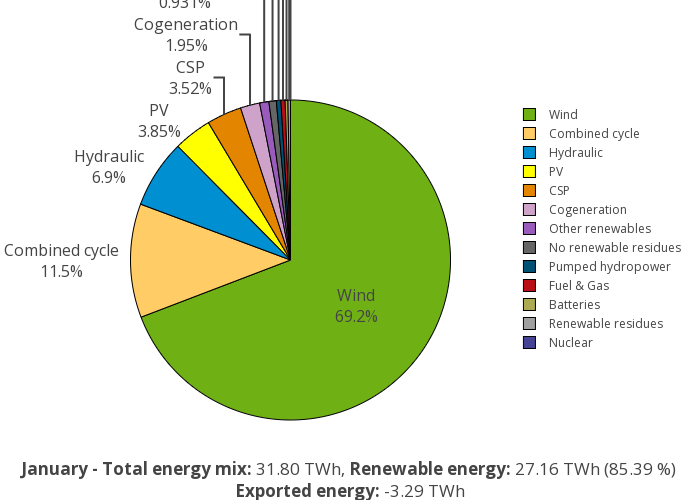 0.931%
Cogeneration
1.95%
CSP
3.52%
PV
3.85%
Hydraulic
6.9%
Combined cycle
11.5%
Wind
69.2%
Wind
Combined cycle
Hydraulic
PV
CSP
Cogeneration
Other renewables
No renewable residues
Pumped hydropower
Fuel & Gas
Batteries
Renewable residues
Nuclear
January - Total energy mix: 31.80 TWh, Renewable energy: 27.16 TWh (85.39 %)
Exported energy: -3.29 TWh